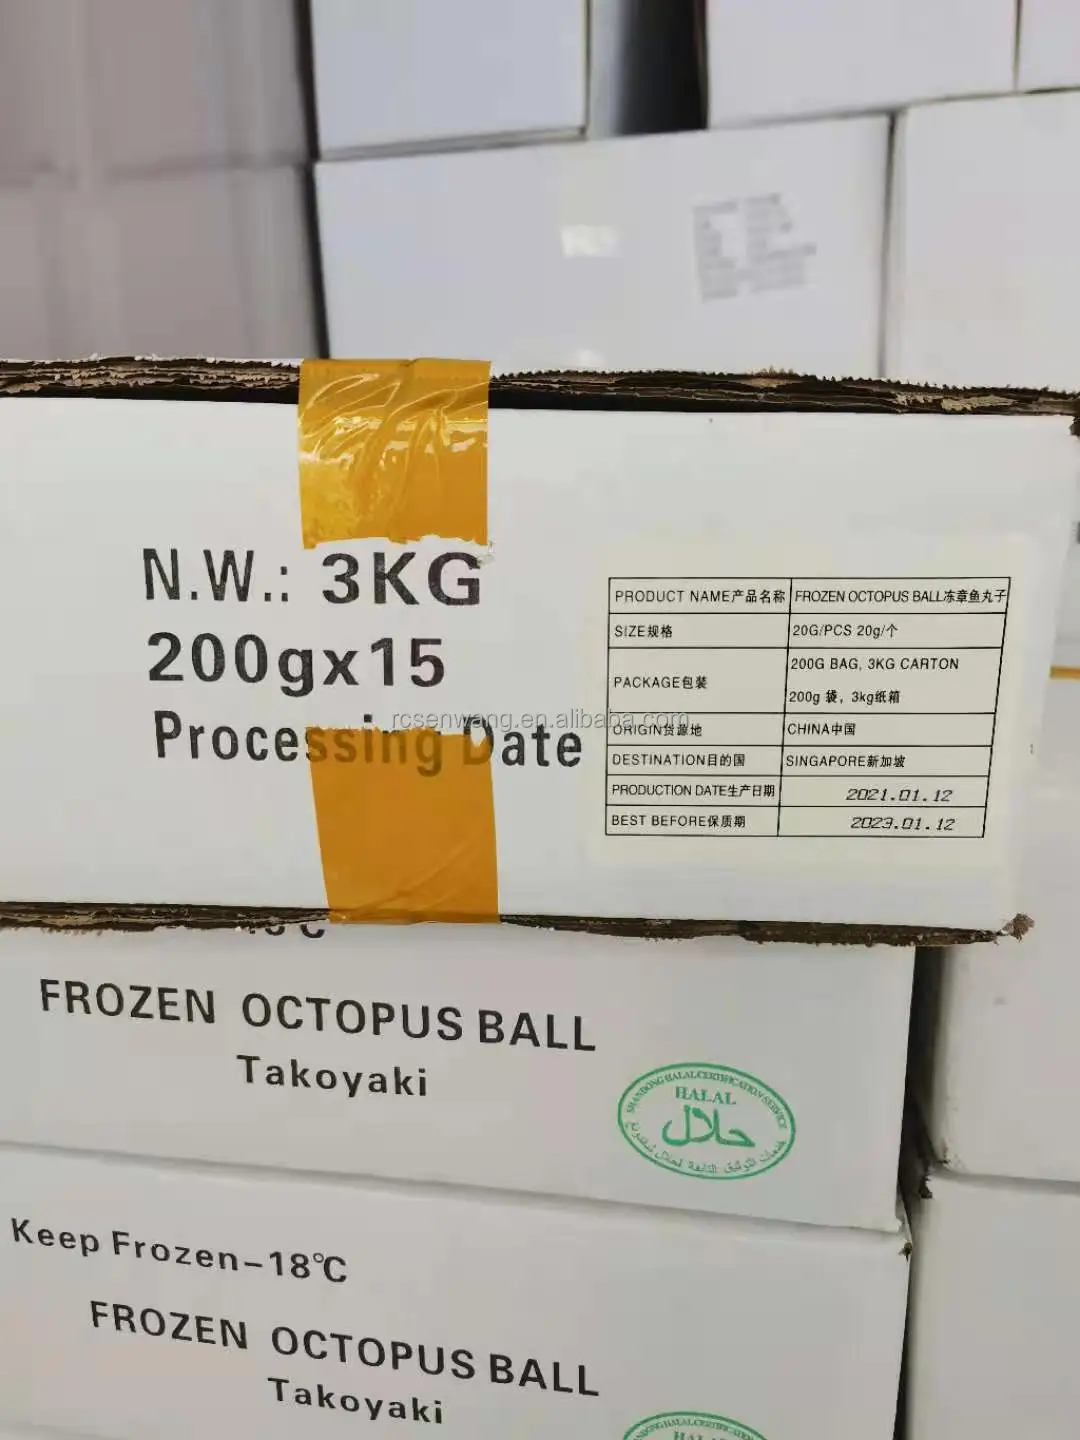 N.W.: 3KG
200gx15
Processing Date
rcsenwang.en.alibaba.com
PRODUCT NAME产品名称 FROZEN OCTOPUS BALL冻章鱼丸子
SIZE规格 20G/PCS 20g/个
PACKAGE包装 200G BAG, 3KG CARTON
200g 袋, 3kg纸箱
ORIGIN货源地 CHINA中国
DESTINATION目的国 SINGAPORE新加坡
PRODUCTION DATE生产日期 2021.01.12
BEST BEFORE保质期 2023.01.12
FROZEN OCTOPUS BALL
Takoyaki
SHANDONG HALAL CERTIFICATION SERVICE
HALAL
حلال
Keep Frozen-18℃
FROZEN OCTOPUS BALL
Takoyaki